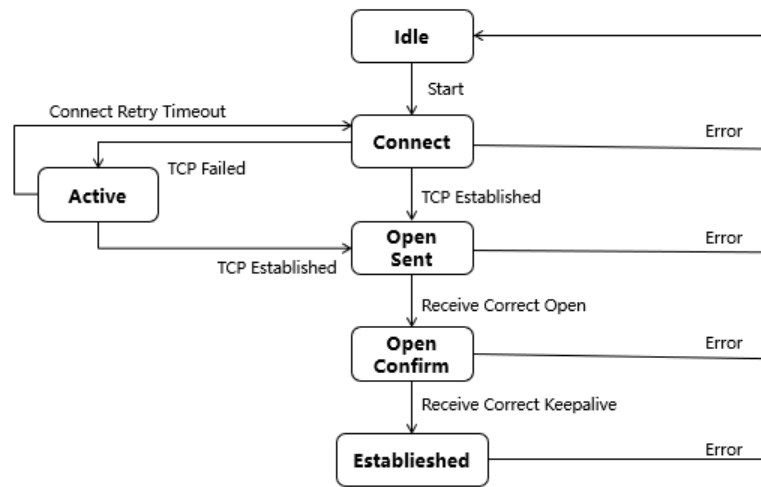 Idle
Start
Connect Retry Timeout
Connect
Error
TCP Failed
Active
TCP Established
Open
Sent
Error
TCP Established
Receive Correct Open
Open
Confirm
Error
Receive Correct Keepalive
Establieshed
Error